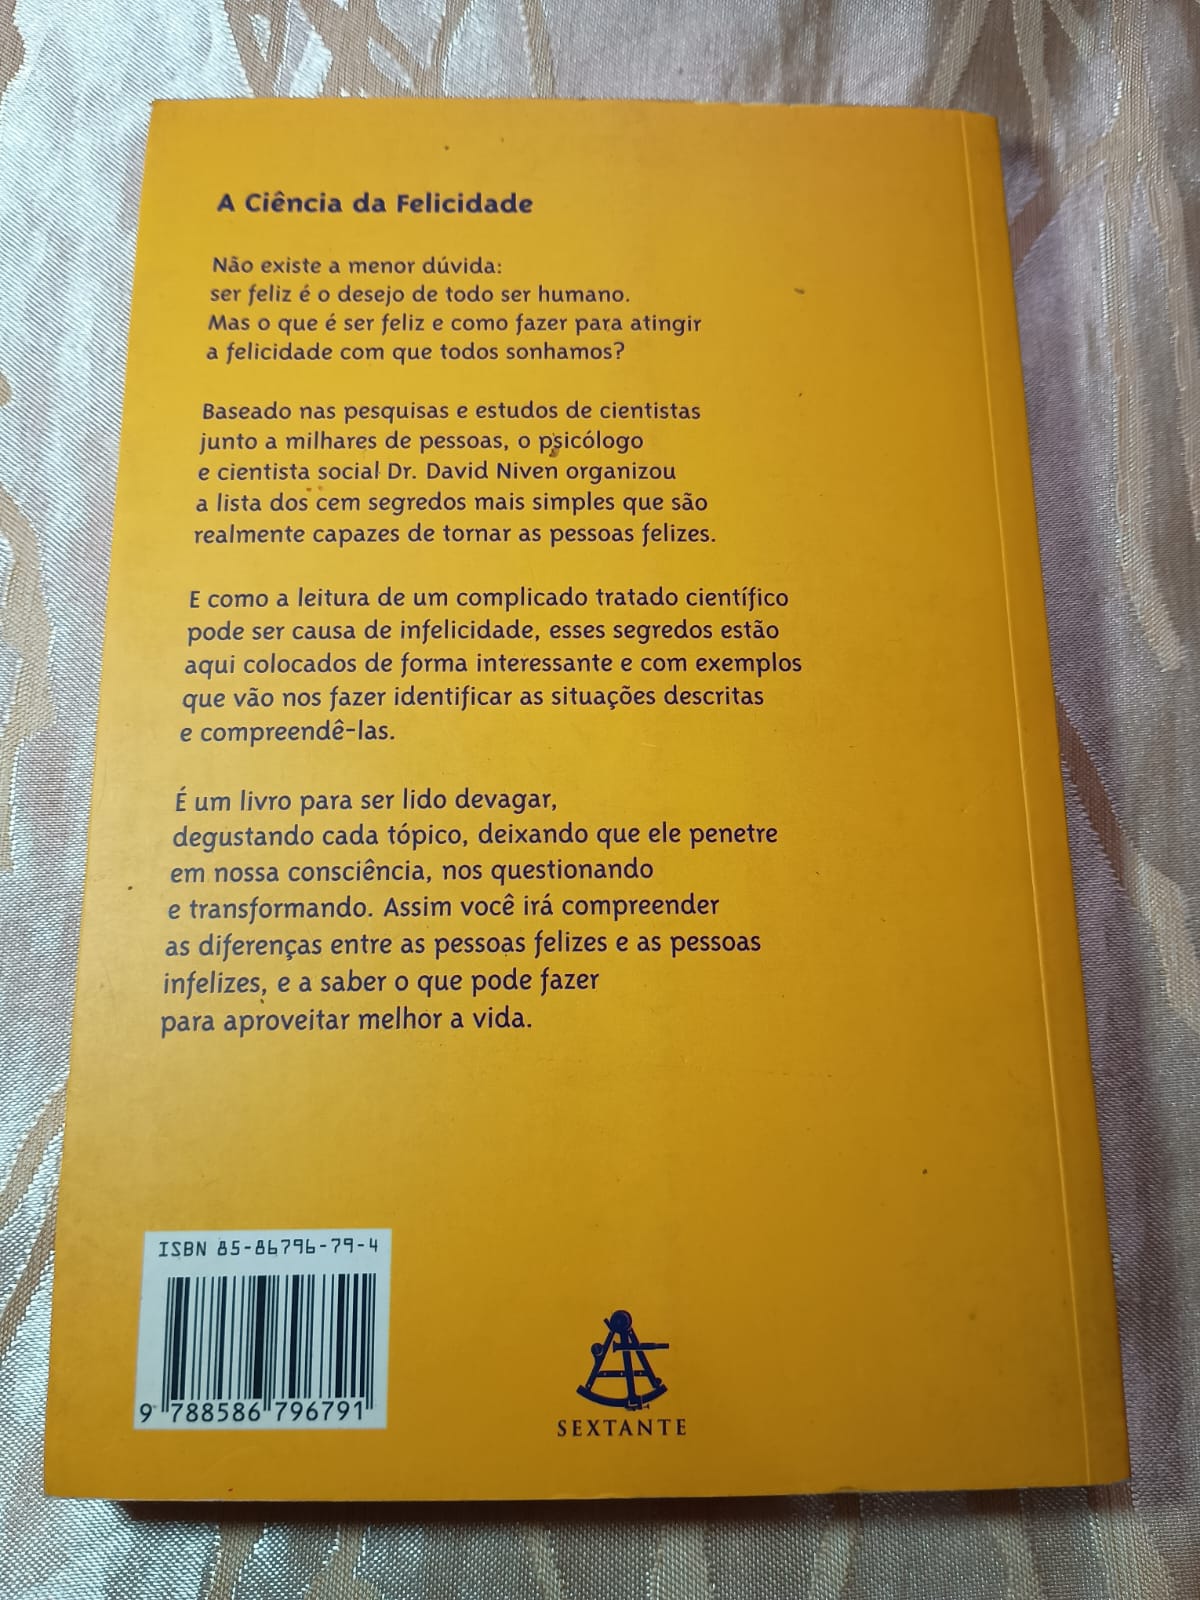 A Ciência da Felicidade
Não existe a menor dúvida:
ser feliz é o desejo de todo ser humano.
Mas o que é ser feliz e como fazer para atingir
a felicidade com que todos sonhamos?
Baseado nas pesquisas e estudos de cientistas
junto a milhares de pessoas, o psicólogo
e cientista social Dr. David Niven organizou
a lista dos cem segredos mais simples que são
realmente capazes de tornar as pessoas felizes.
E como a leitura de um complicado tratado científico
pode ser causa de infelicidade, esses segredos estão
aqui colocados de forma interessante e com exemplos
que vão nos fazer identificar as situações descritas
e compreendê-las.
É um livro para ser lido devagar,
degustando cada tópico, deixando que ele penetre
em nossa consciência, nos questionando
e transformando. Assim você irá compreender
as diferenças entre as pessoas felizes e as pessoas
infelizes, e a saber o que pode fazer
para aproveitar melhor a vida.
ISBN 85-86796-79-4
9 788586 796791
SEXTANTE